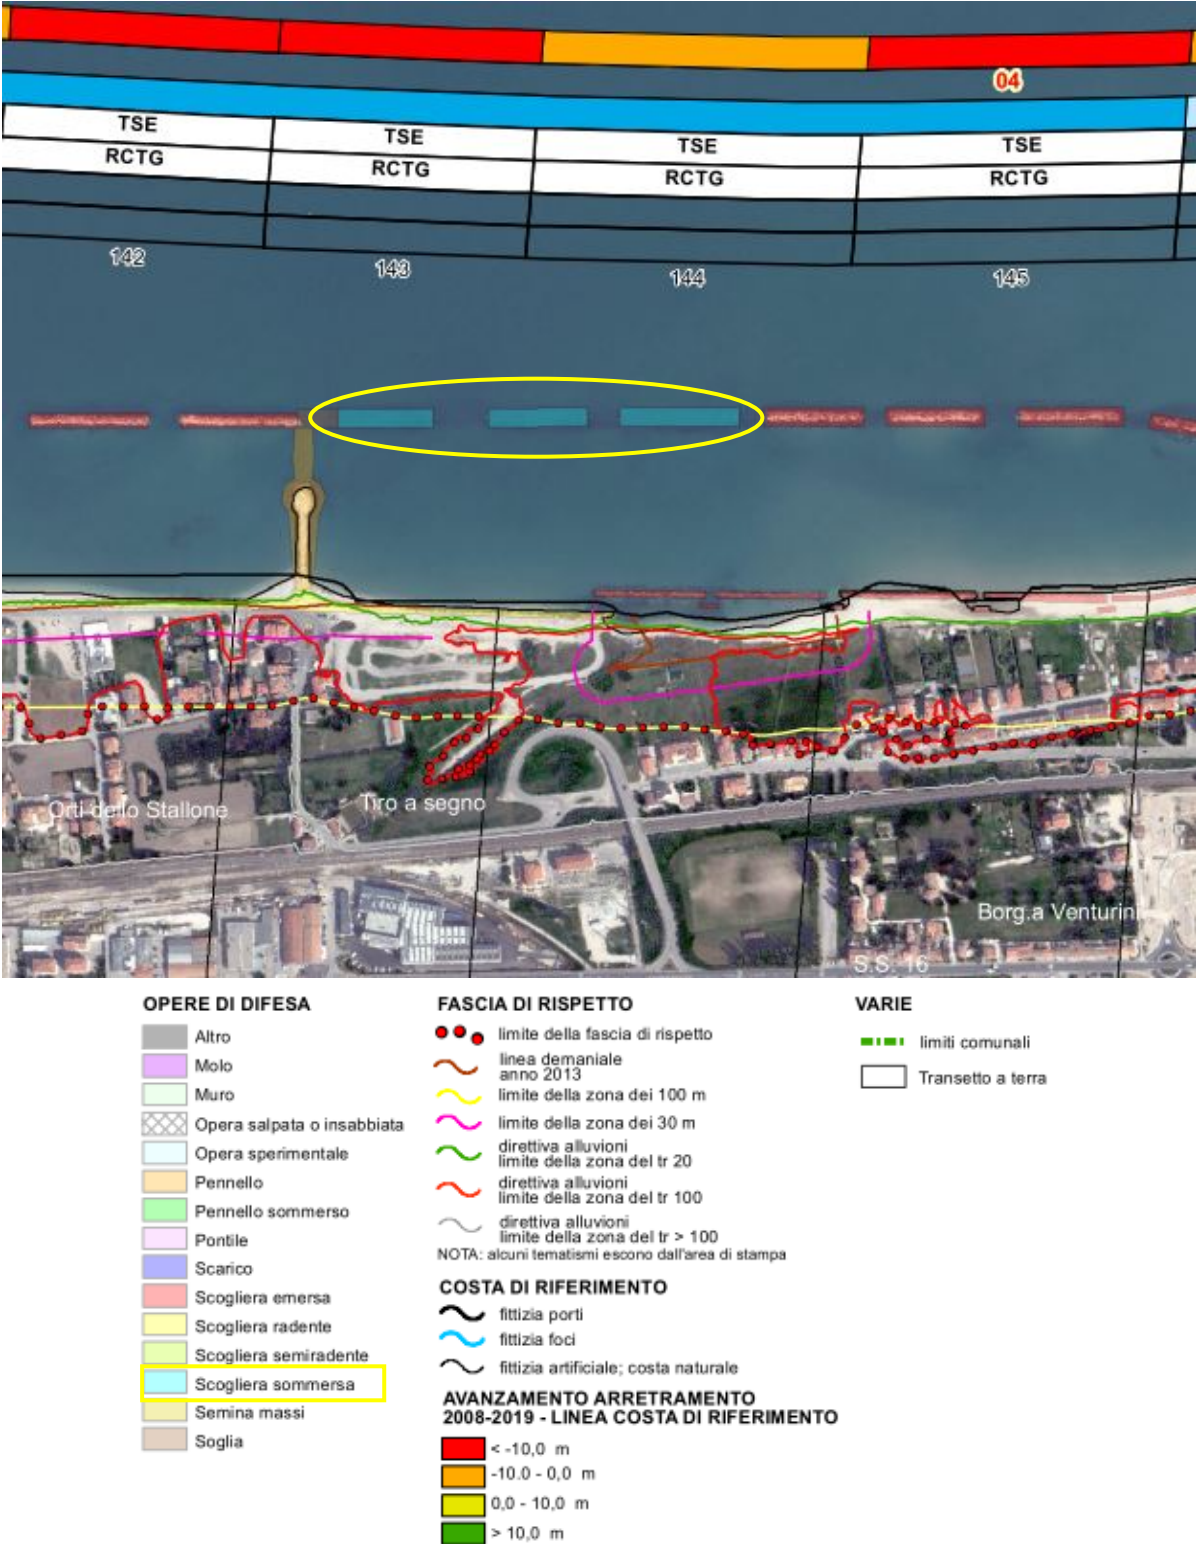 04
TSE TSE TSE TSE
RCTG RCTG RCTG RCTG
142 143 144 145
Orti dello Stallone
Tiro a segno
Borg.a Venturini
S.S. 16
OPERE DI DIFESA
Altro
Molo
Muro
Opera salpata o insabbiata
Opera sperimentale
Pennello
Pennello sommerso
Pontile
Scarico
Scogliera emersa
Scogliera radente
Scogliera semiradente
Scogliera sommersa
Semina massi
Soglia
FASCIA DI RISPETTO
limite della fascia di rispetto
linea demaniale
anno 2013
limite della zona dei 100 m
limite della zona dei 30 m
direttiva alluvioni
limite della zona del tr 20
direttiva alluvioni
limite della zona del tr 100
direttiva alluvioni
limite della zona del tr > 100
NOTA: alcuni tematismi escono dall'area di stampa
COSTA DI RIFERIMENTO
fittizia porti
fittizia foci
fittizia artificiale; costa naturale
AVANZAMENTO ARRETRAMENTO
2008-2019 - LINEA COSTA DI RIFERIMENTO
< -10,0 m
-10.0 - 0,0 m
0,0 - 10,0 m
> 10,0 m
VARIE
limiti comunali
Transetto a terra